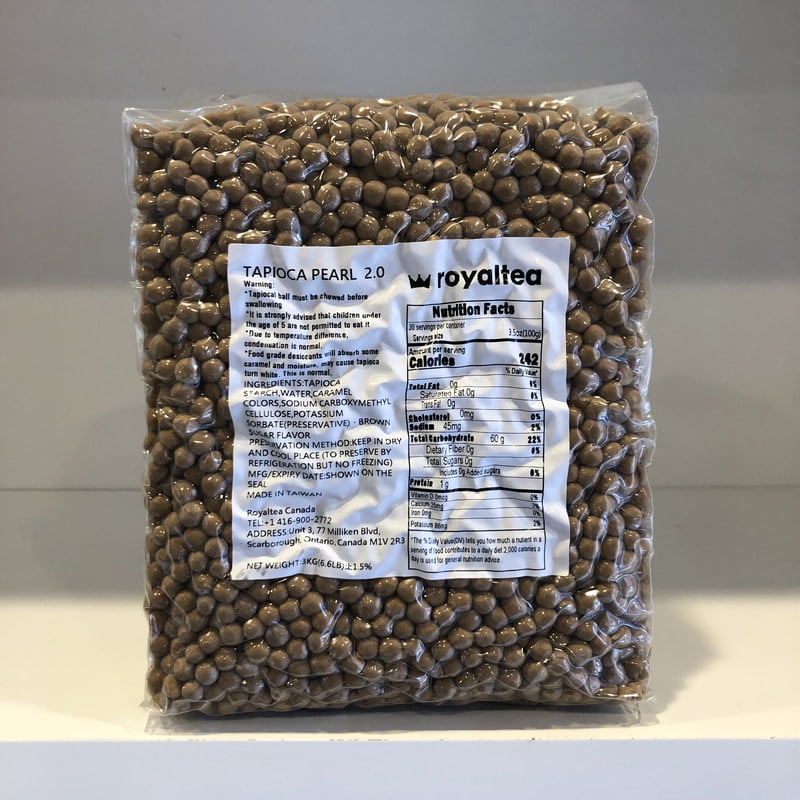 TAPIOCA PEARL 2.0
Warning:
*Tapiocal ball must be chewed before
swallowing
*It is strongly advised that children under
the age of 5 are not permitted to eat it
*Due to temperature difference,
condensation is normal.
*Food grade desiccants will absorb some
caramel and moisture, may cause tapioca
turn white. This is normal.
INGREDIENTS:TAPIOCA
STARCH,WATER,CARAMEL
COLORS,SODIUM CARBOXYMETHYL
CELLULOSE,POTASSIUM
SORBATE(PRESERVATIVE)、BROWN
SUGAR FLAVOR
PRESERVATION METHOD:KEEP IN DRY
AND COOL PLACE (TO PRESERVE BY
REFRIGERATION BUT NO FREEZING)
MFG/EXPIPY DATE:SHOWN ON THE
SEAL
MADE IN TAIWAN
Royaltea Canada
TEL:+1 416-900-2772
ADDRESS:Unit 3, 77 Milliken Blvd,
Scarborough, Ontario, Canada M1V 2R3
NET WEIGHT:3KG(6.6LB)±1.5%
royaltea
Nutrition Facts
30 servings per container
Servings size 3.5oz(100g)
Amount per serving
Calories 242
% Daily Value*
Total Fat 0g 0%
Saturated Fat 0g 0%
Trans Fat 0g
Cholesterol 0mg 0%
Sodium 45mg 2%
Total Carbohydrate 60 g 22%
Dietary Fiber 0g 0%
Total Sugars 0g
Includes 0g Added sugars 0%
Protein 1g
Vitamin D 0mcg 0%
Calcium 35mg
Iron 0mg 0%
Potassium 86mg 2%
*The % Daily Value(DV) tells you how much a nutrient in a
serving of food contributes to a daily diet.2,000 calories a
day is used for general nutrition advice.